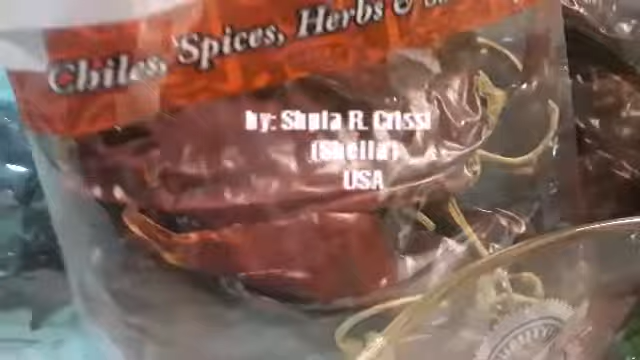 Chiles, Spices, Herbs &
by: Shula R. Crissi
(Sheila)
USA